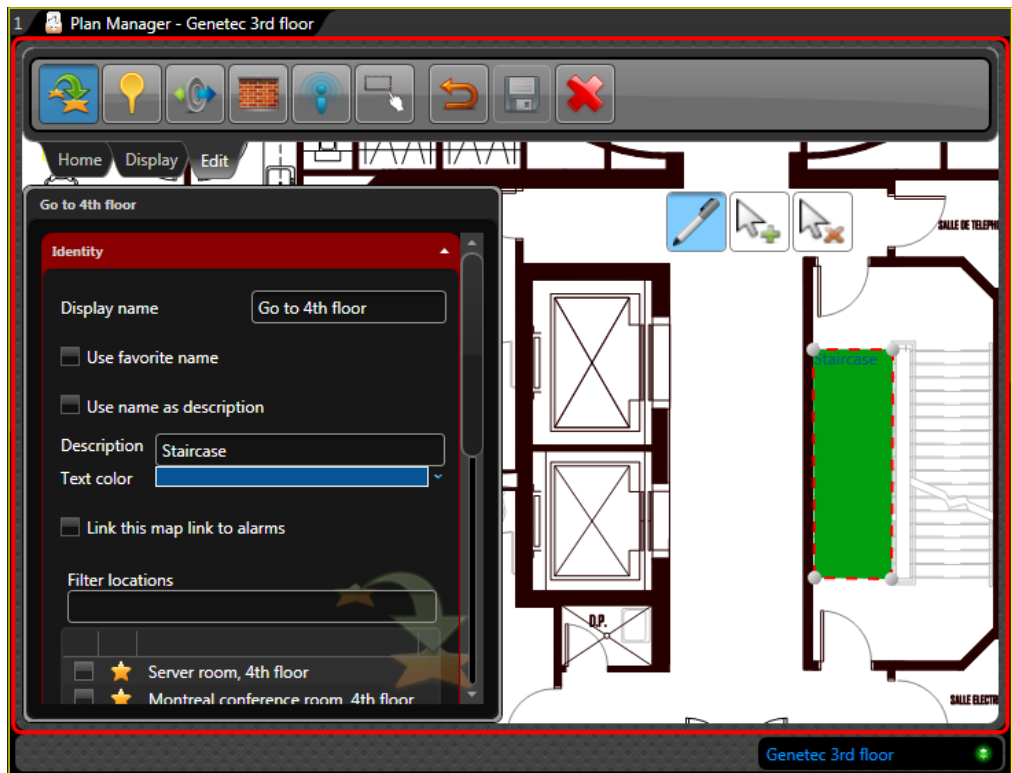 1 Plan Manager - Genetec 3rd floor
Home Display Edit
Go to 4th floor
SALLE DE
Identity
Display name Go to 4th floor
Use favorite name
Staircase
Use name as description
Description Staircase
Text color
Link this map link to alarms
Filter locations
D.P.
Server room, 4th floor
Montreal conference room, 4th floor
SALLE
Genetec 3rd floor